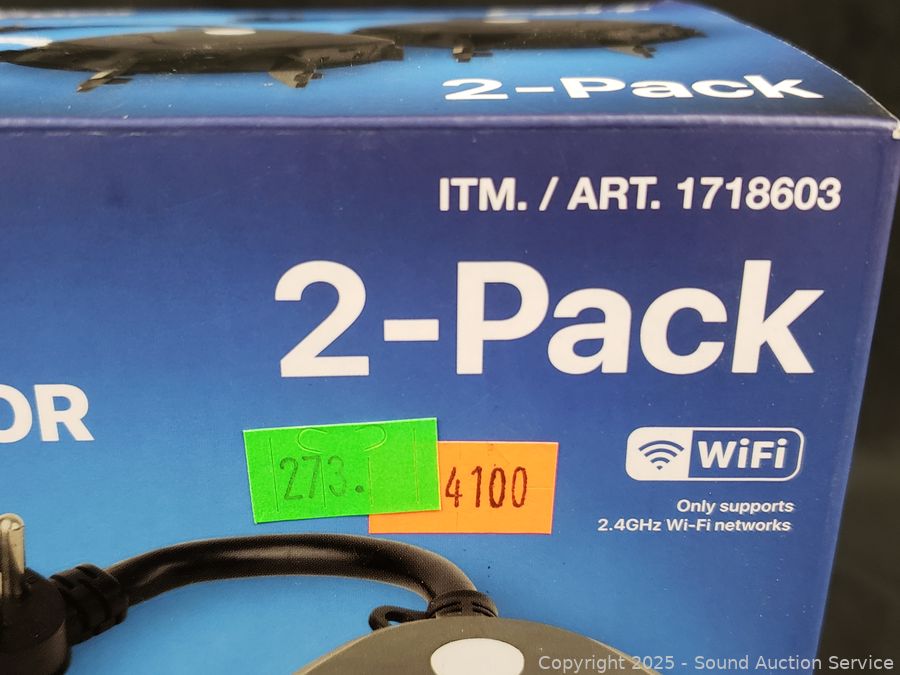 2-Pack
ITM. / ART. 1718603
2-Pack
OR
273.
4100
WiFi
Only supports
2.4GHz Wi-Fi networks
Copyright 2025 - Sound Auction Service